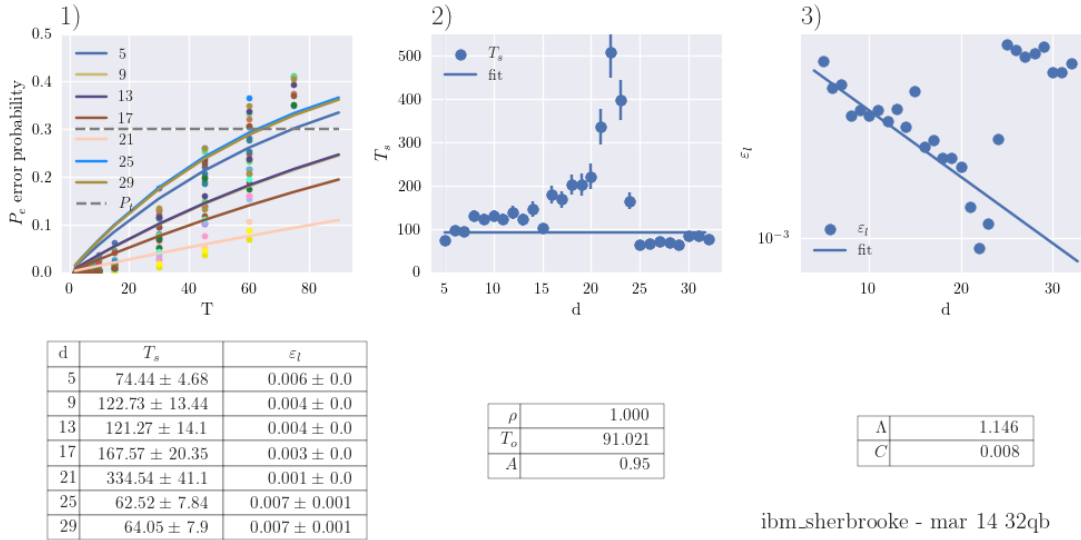 1)
P_e error probability
0.5
0.4
0.3
0.2
0.1
0.0
5
9
13
17
21
25
29
P_t
0 20 40 60 80
T
2)
T_s
500
400
300
200
100
0
T_s
fit
5 10 15 20 25 30
d
3)
ε_l
10^{-3}
ε_l
fit
10 20 30
d
d T_s ε_l
5 74.44 ± 4.68 0.006 ± 0.0
9 122.73 ± 13.44 0.004 ± 0.0
13 121.27 ± 14.1 0.004 ± 0.0
17 167.57 ± 20.35 0.003 ± 0.0
21 334.54 ± 41.1 0.001 ± 0.0
25 62.52 ± 7.84 0.007 ± 0.001
29 64.05 ± 7.9 0.007 ± 0.001
ρ 1.000
T_o 91.021
A 0.95
Λ 1.146
C 0.008
ibm_sherbrooke - mar 14 32qb